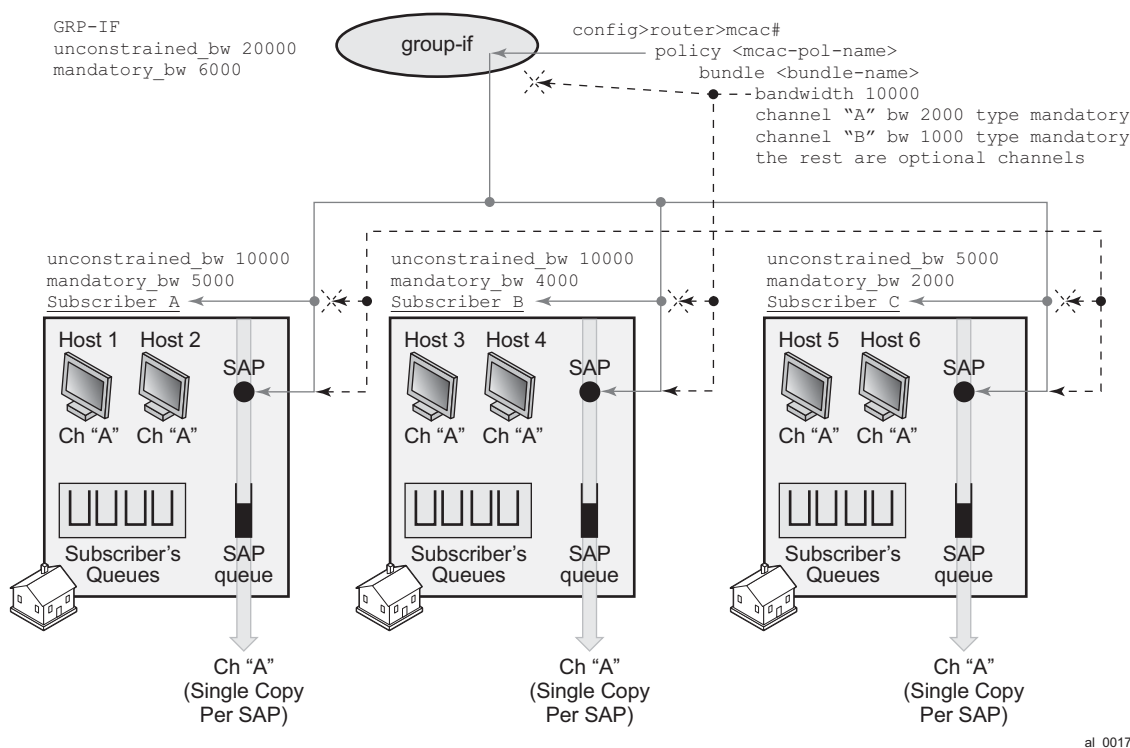 GRP-IF
unconstrained_bw 20000
mandatory_bw 6000
group-if
config>router>mcac#
policy <mcac-pol-name>
bundle <bundle-name>
bandwidth 10000
channel “A” bw 2000 type mandatory
channel “B” bw 1000 type mandatory
the rest are optional channels
unconstrained_bw 10000
mandatory_bw 5000
Subscriber A
Host 1
Host 2
SAP
Ch “A”
Ch “A”
Subscriber’s
Queues
SAP
queue
Ch “A”
(Single Copy
Per SAP)
unconstrained_bw 10000
mandatory_bw 4000
Subscriber B
Host 3
Host 4
SAP
Ch “A”
Ch “A”
Subscriber’s
Queues
SAP
queue
Ch “A”
(Single Copy
Per SAP)
unconstrained_bw 5000
mandatory_bw 2000
Subscriber C
Host 5
Host 6
SAP
Ch “A”
Ch “A”
Subscriber’s
Queues
SAP
queue
Ch “A”
(Single Copy
Per SAP)
al_0017